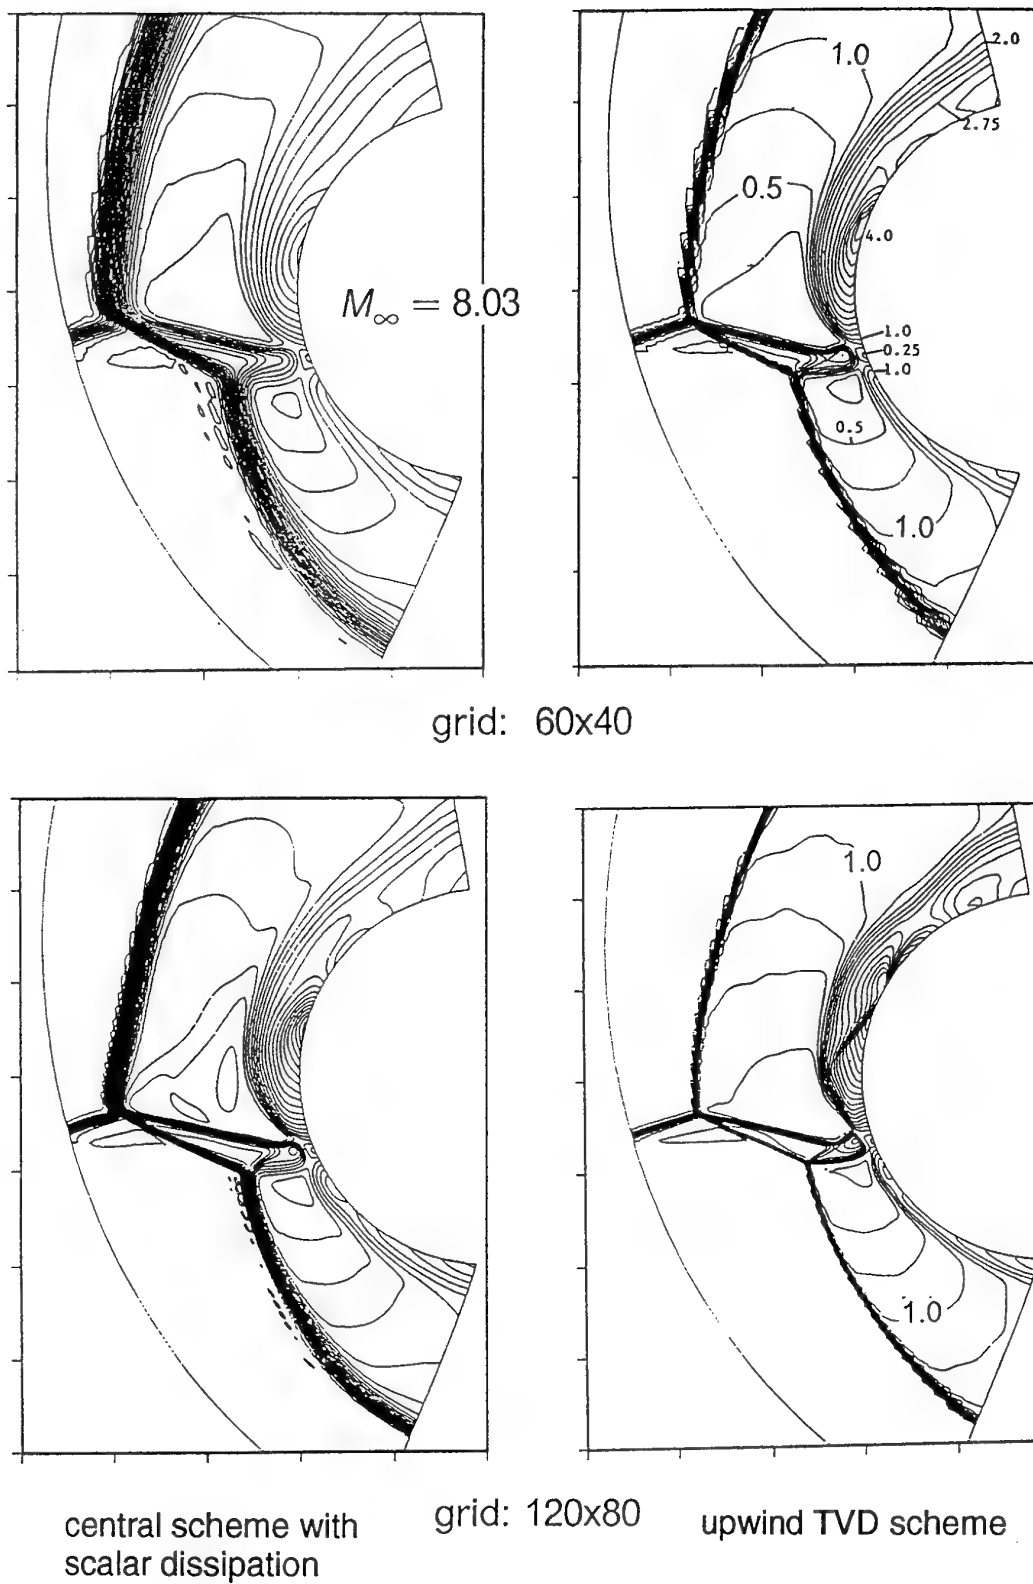 1.0
2.0
2.75
0.5
4.0
M∞ = 8.03
1.0
0.25
1.0
0.5
1.0
grid: 60x40
1.0
1.0
central scheme with
scalar dissipation
grid: 120x80
upwind TVD scheme